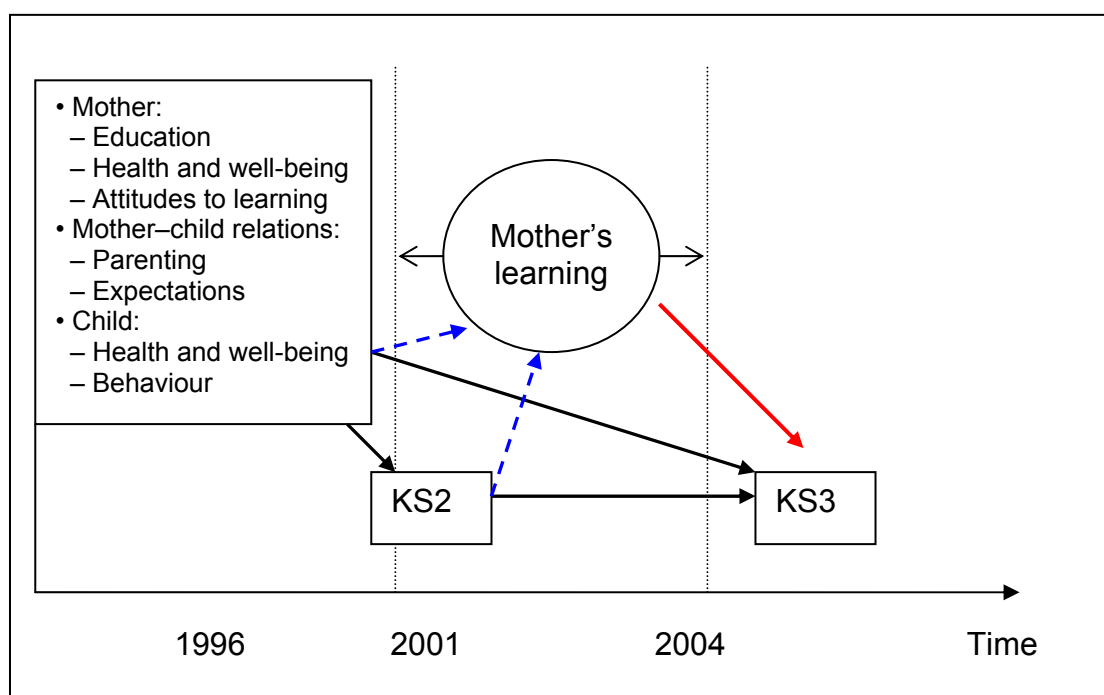 • Mother:
– Education
– Health and well-being
– Attitudes to learning
• Mother–child relations:
– Parenting
– Expectations
• Child:
– Health and well-being
– Behaviour
Mother’s
learning
KS2
KS3
1996
2001
2004
Time